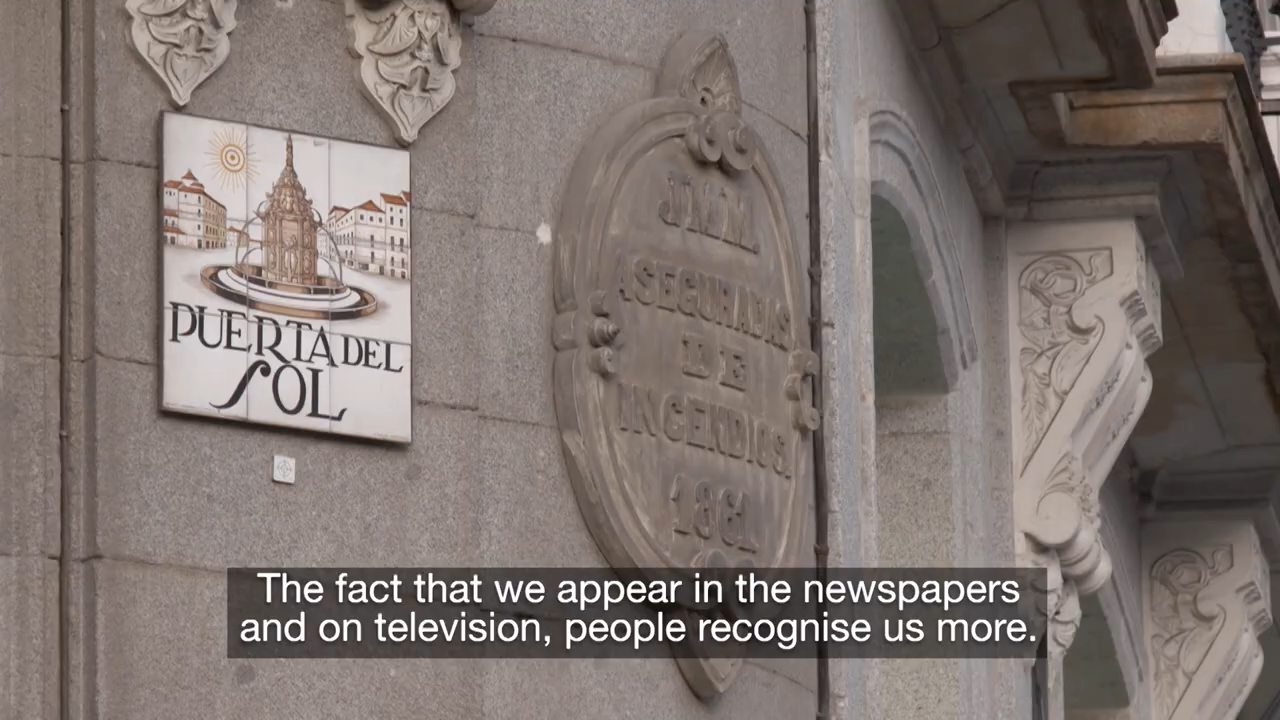 PUERTA DEL
SOL
ASEGURADAS
DE
INCENDIOS.
1861
The fact that we appear in the newspapers
and on television, people recognise us more.